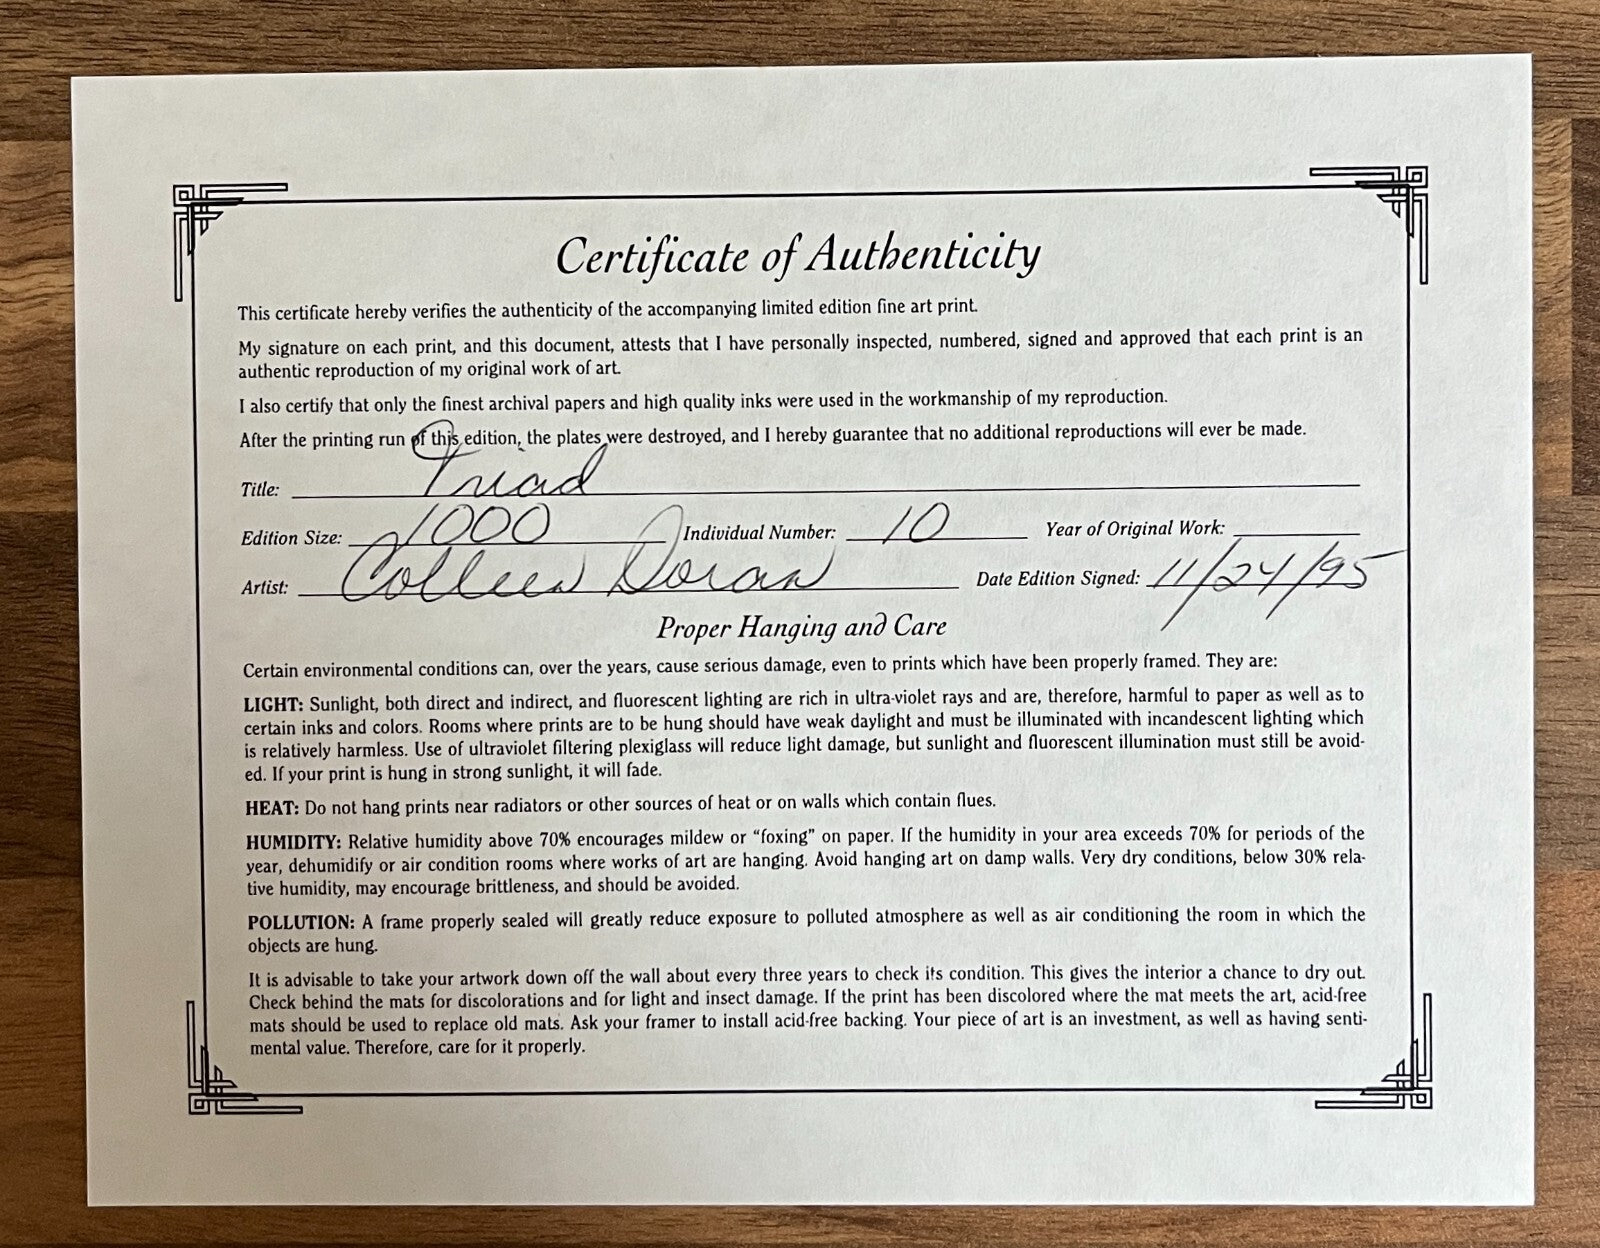 Certificate of Authenticity
This certificate hereby verifies the authenticity of the accompanying limited edition fine art print.
My signature on each print, and this document, attests that I have personally inspected, numbered, signed and approved that each print is an
authentic reproduction of my original work of art.
I also certify that only the finest archival papers and high quality inks were used in the workmanship of my reproduction.
After the printing run of this edition, the plates were destroyed, and I hereby guarantee that no additional reproductions will ever be made.
Title: Triad
Edition Size: 1000 Individual Number: 10 Year of Original Work:
Artist: Colleen Doran Date Edition Signed: 11/24/95
Proper Hanging and Care
Certain environmental conditions can, over the years, cause serious damage, even to prints which have been properly framed. They are:
LIGHT: Sunlight, both direct and indirect, and fluorescent lighting are rich in ultra-violet rays and are, therefore, harmful to paper as well as to
certain inks and colors. Rooms where prints are to be hung should have weak daylight and must be illuminated with incandescent lighting which
is relatively harmless. Use of ultraviolet filtering plexiglass will reduce light damage, but sunlight and fluorescent illumination must still be avoid-
ed. If your print is hung in strong sunlight, it will fade.
HEAT: Do not hang prints near radiators or other sources of heat or on walls which contain flues.
HUMIDITY: Relative humidity above 70% encourages mildew or “foxing” on paper. If the humidity in your area exceeds 70% for periods of the
year, dehumidify or air condition rooms where works of art are hanging. Avoid hanging art on damp walls. Very dry conditions, below 30% rela-
tive humidity, may encourage brittleness, and should be avoided.
POLLUTION: A frame properly sealed will greatly reduce exposure to polluted atmosphere as well as air conditioning the room in which the
objects are hung.
It is advisable to take your artwork down off the wall about every three years to check its condition. This gives the interior a chance to dry out.
Check behind the mats for discolorations and for light and insect damage. If the print has been discolored where the mat meets the art, acid-free
mats should be used to replace old mats. Ask your framer to install acid-free backing. Your piece of art is an investment, as well as having senti-
mental value. Therefore, care for it properly.